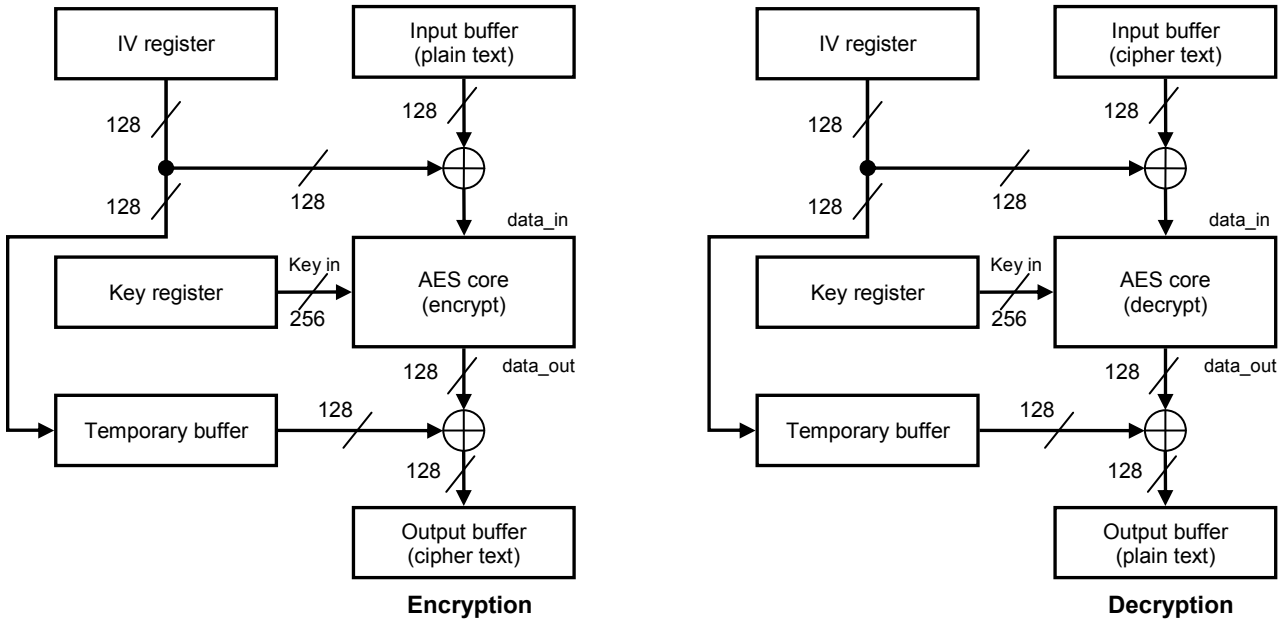 IV register
Input buffer
(plain text)
128
128
128
128
data_in
Key register
Key in
256
AES core
(encrypt)
128
data_out
Temporary buffer
128
128
Output buffer
(cipher text)
Encryption
IV register
Input buffer
(cipher text)
128
128
128
128
data_in
Key register
Key in
256
AES core
(decrypt)
128
data_out
Temporary buffer
128
128
Output buffer
(plain text)
Decryption